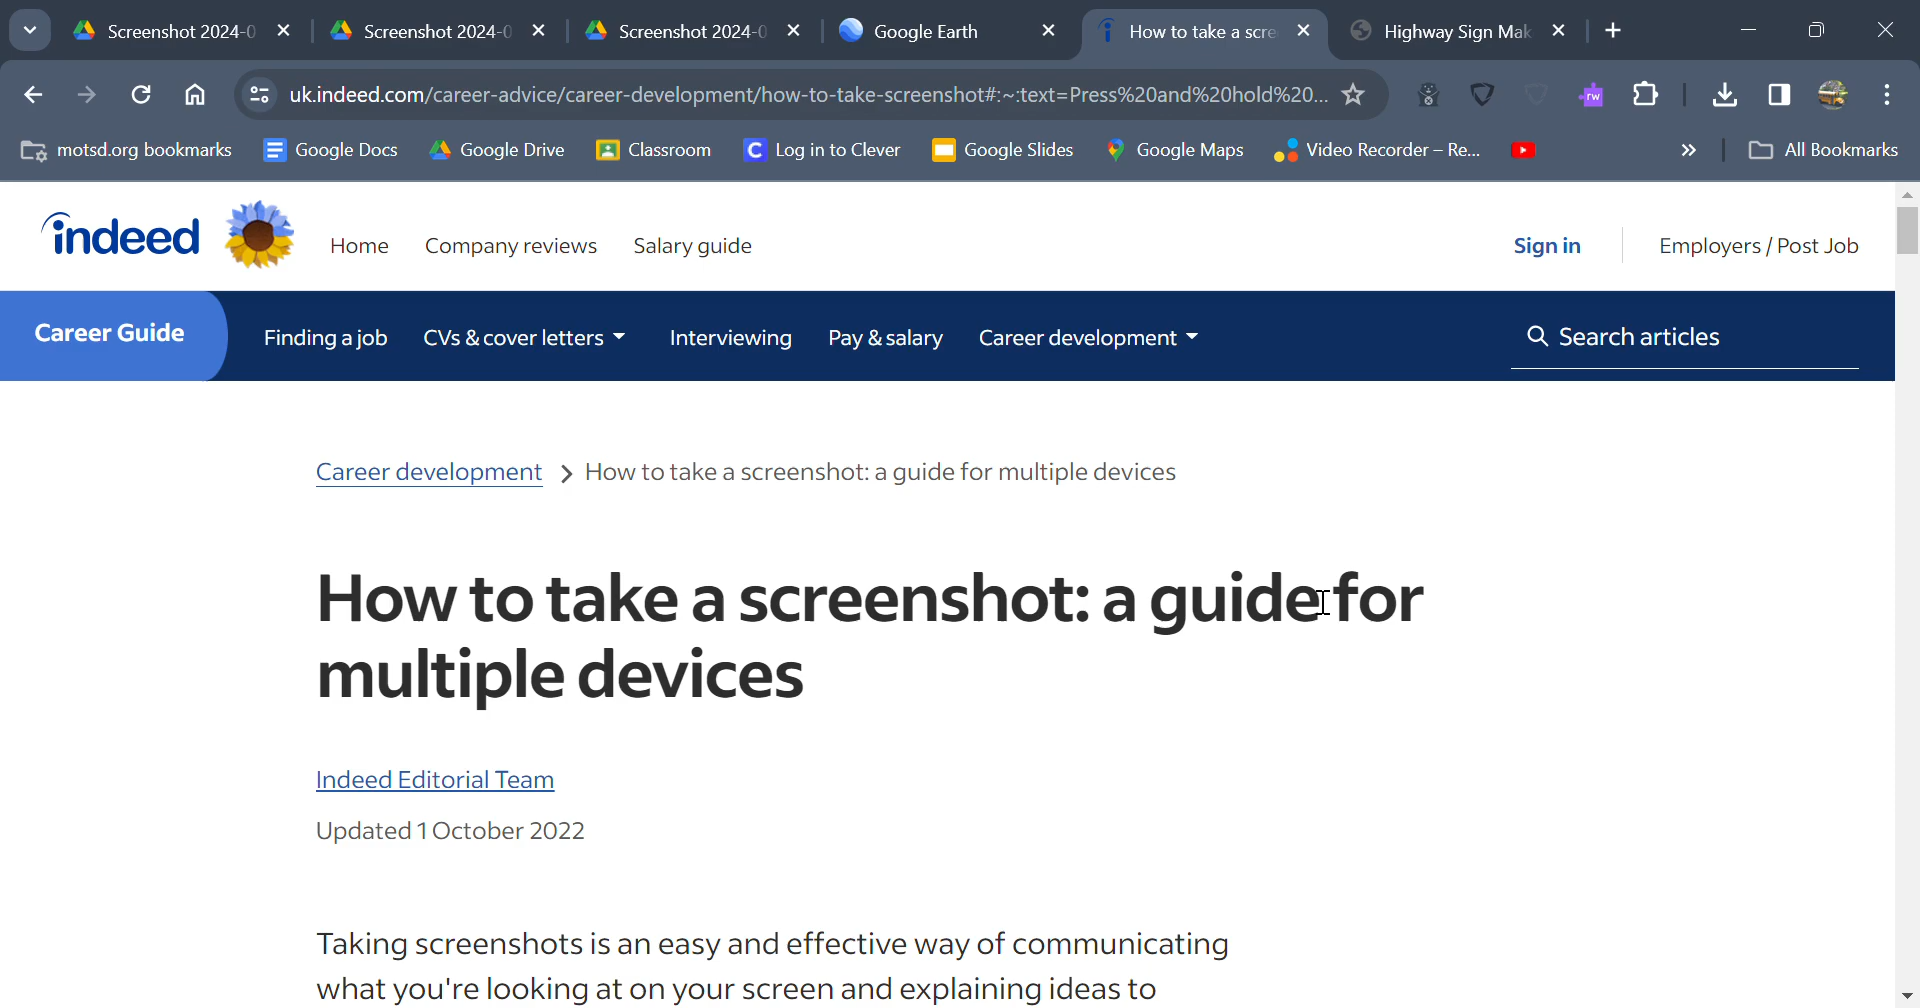 Screenshot 2024-0
Screenshot 2024-0
Screenshot 2024-0
Google Earth
How to take a scre
Highway Sign Mak
uk.indeed.com/career-advice/career-development/how-to-take-screenshot#:~:text=Press%20and%20hold%20...
rw
motsd.org bookmarks
Google Docs
Google Drive
Classroom
C Log in to Clever
Google Slides
Google Maps
Video Recorder – Re...
All Bookmarks
indeed
Home
Company reviews
Salary guide
Sign in
Employers / Post Job
Career Guide
Finding a job
CVs & cover letters
Interviewing
Pay & salary
Career development
Search articles
Career development > How to take a screenshot: a guide for multiple devices
How to take a screenshot: a guide for
multiple devices
Indeed Editorial Team
Updated 1 October 2022
Taking screenshots is an easy and effective way of communicating
what you're looking at on your screen and explaining ideas to